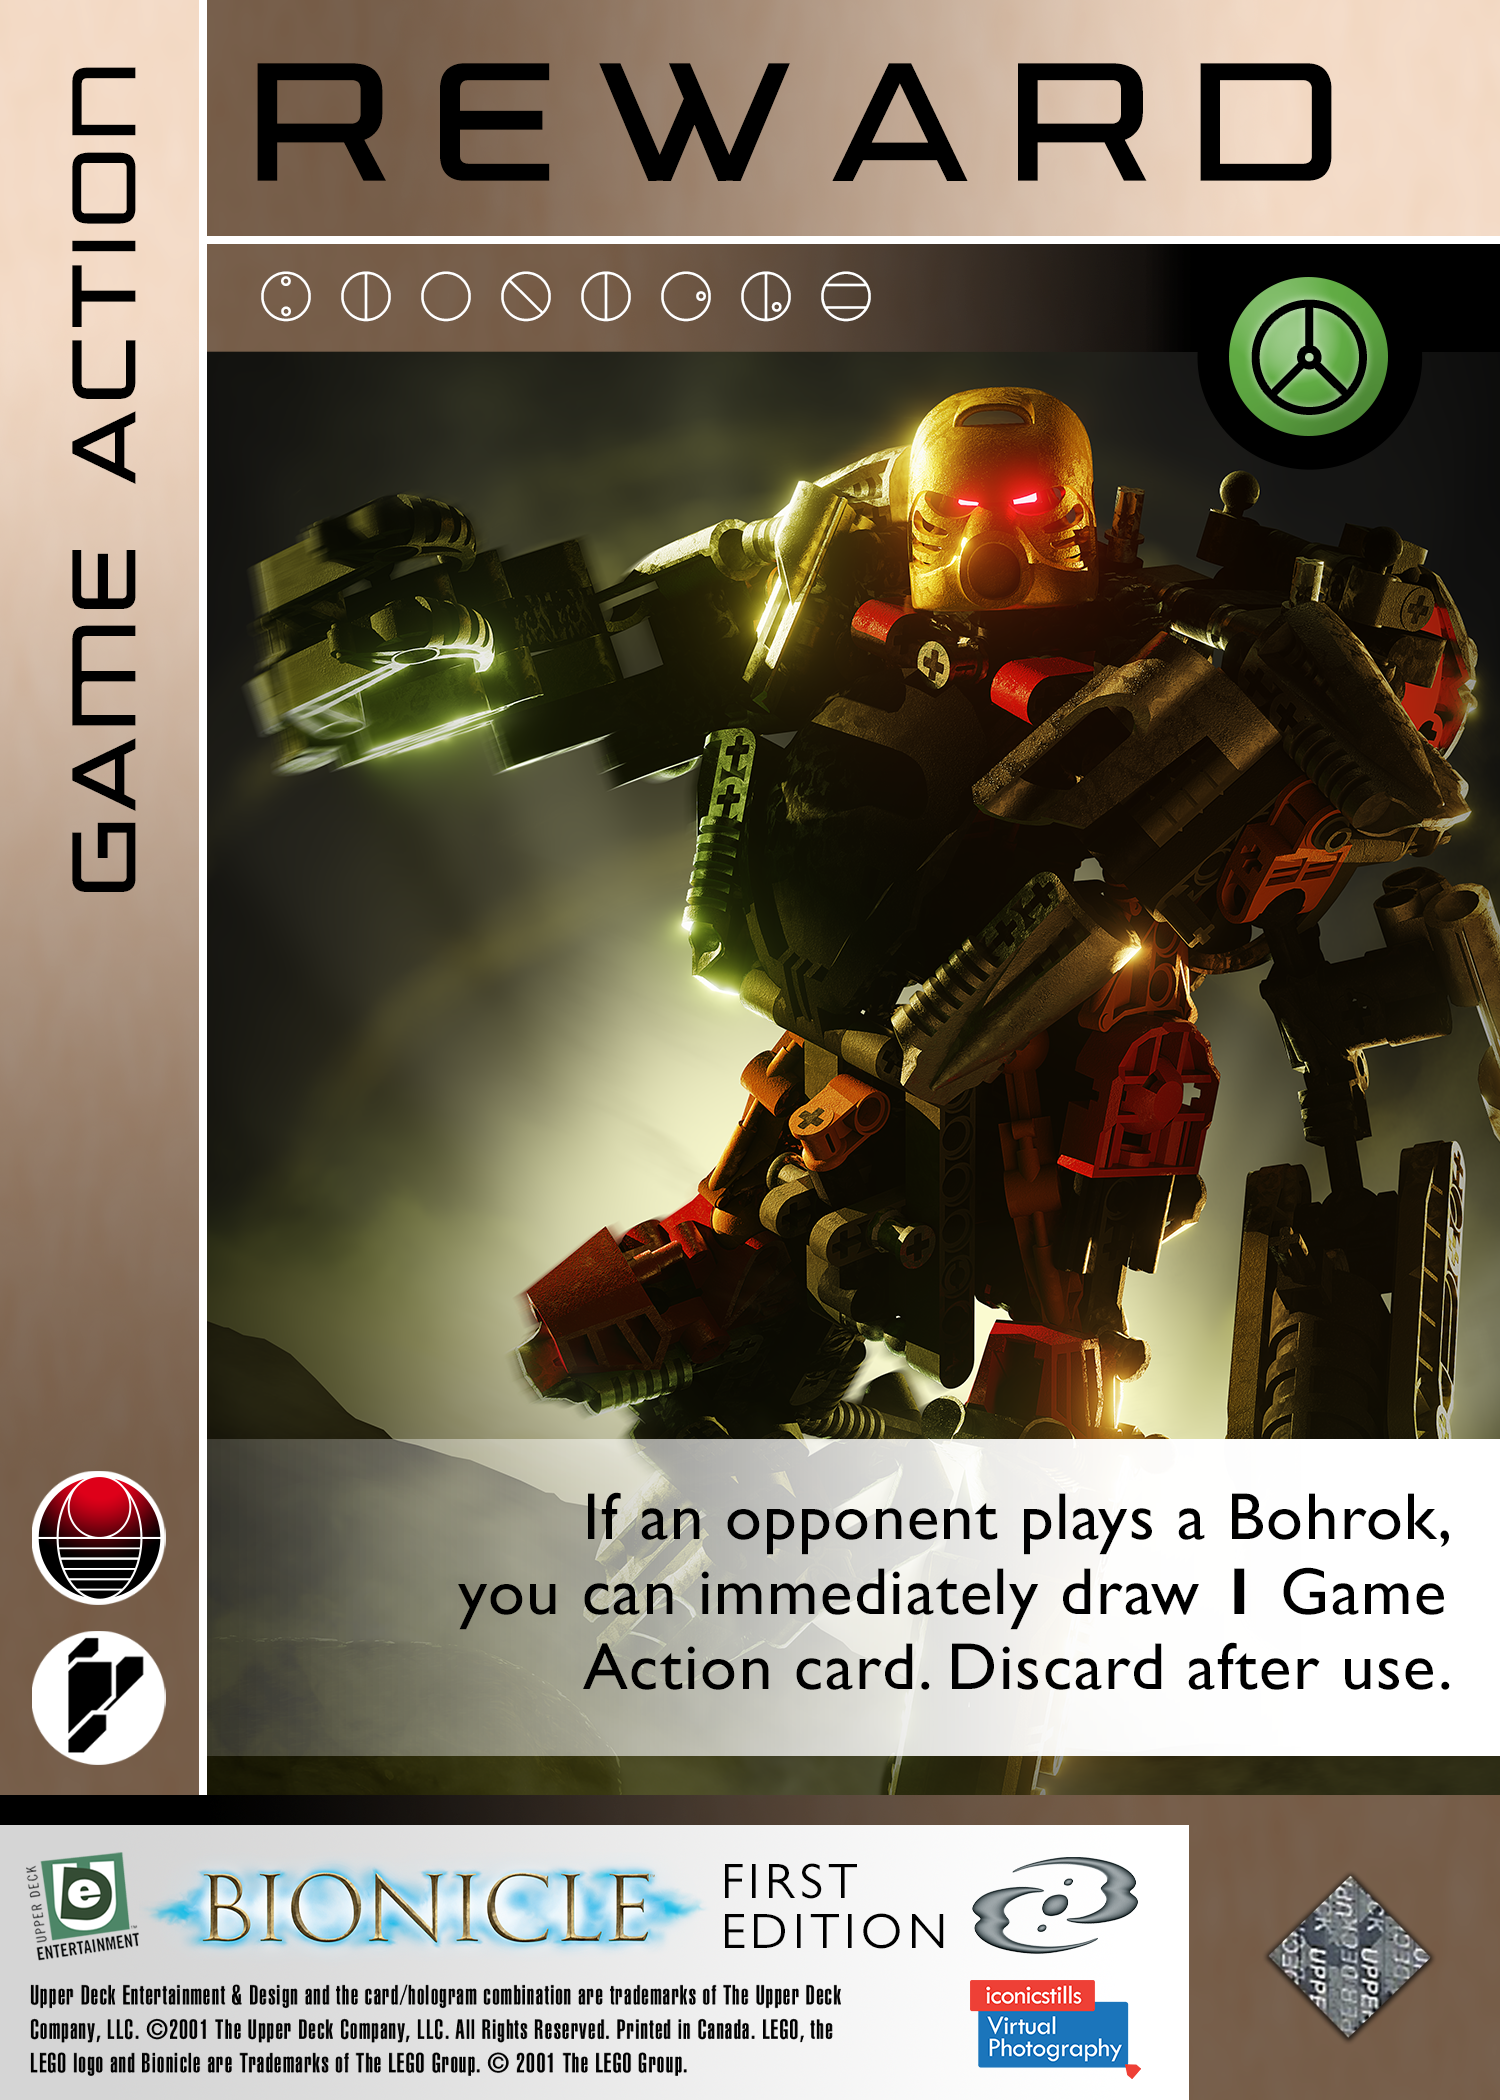 REWARD
GAME ACTION
If an opponent plays a Bohrok,
you can immediately draw 1 Game
Action card. Discard after use.
UPPER DECK
e
ENTERTAINMENT
BIONICLE
FIRST
EDITION
iconicstills
Virtual
Photography
Upper Deck Entertainment & Design and the card/hologram combination are trademarks of The Upper Deck
Company, LLC. ©2001 The Upper Deck Company, LLC. All Rights Reserved. Printed in Canada. LEGO, the
LEGO logo and Bionicle are Trademarks of The LEGO Group. © 2001 The LEGO Group.